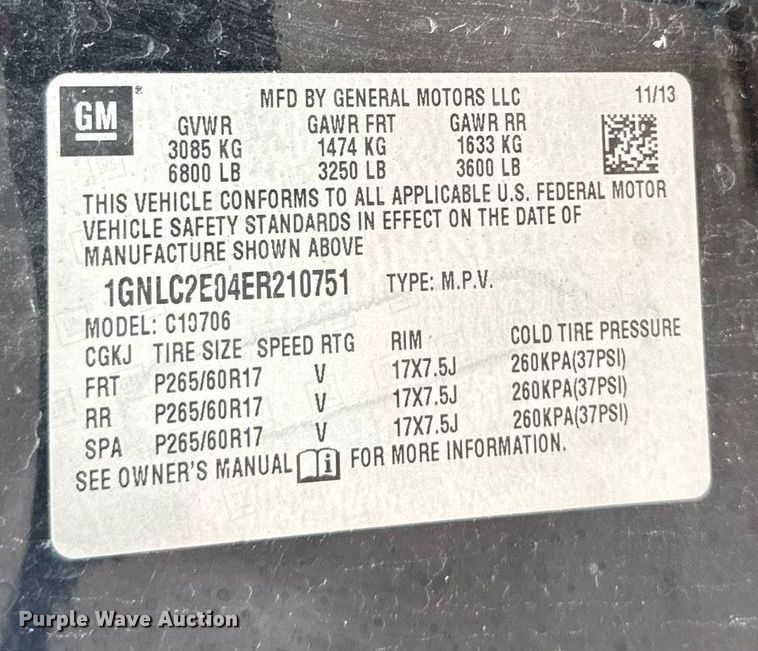 GM
MFD BY GENERAL MOTORS LLC 11/13
GVWR GAWR FRT GAWR RR
3085 KG 1474 KG 1633 KG
6800 LB 3250 LB 3600 LB
THIS VEHICLE CONFORMS TO ALL APPLICABLE U.S. FEDERAL MOTOR
VEHICLE SAFETY STANDARDS IN EFFECT ON THE DATE OF
MANUFACTURE SHOWN ABOVE
1GNLC2E04ER210751 TYPE: M.P.V.
MODEL: C10706
CGKJ TIRE SIZE SPEED RTG RIM COLD TIRE PRESSURE
FRT P265/60R17 V 17X7.5J 260KPA(37PSI)
RR P265/60R17 V 17X7.5J 260KPA(37PSI)
SPA P265/60R17 V 17X7.5J 260KPA(37PSI)
SEE OWNER'S MANUAL i FOR MORE INFORMATION.
Purple Wave Auction